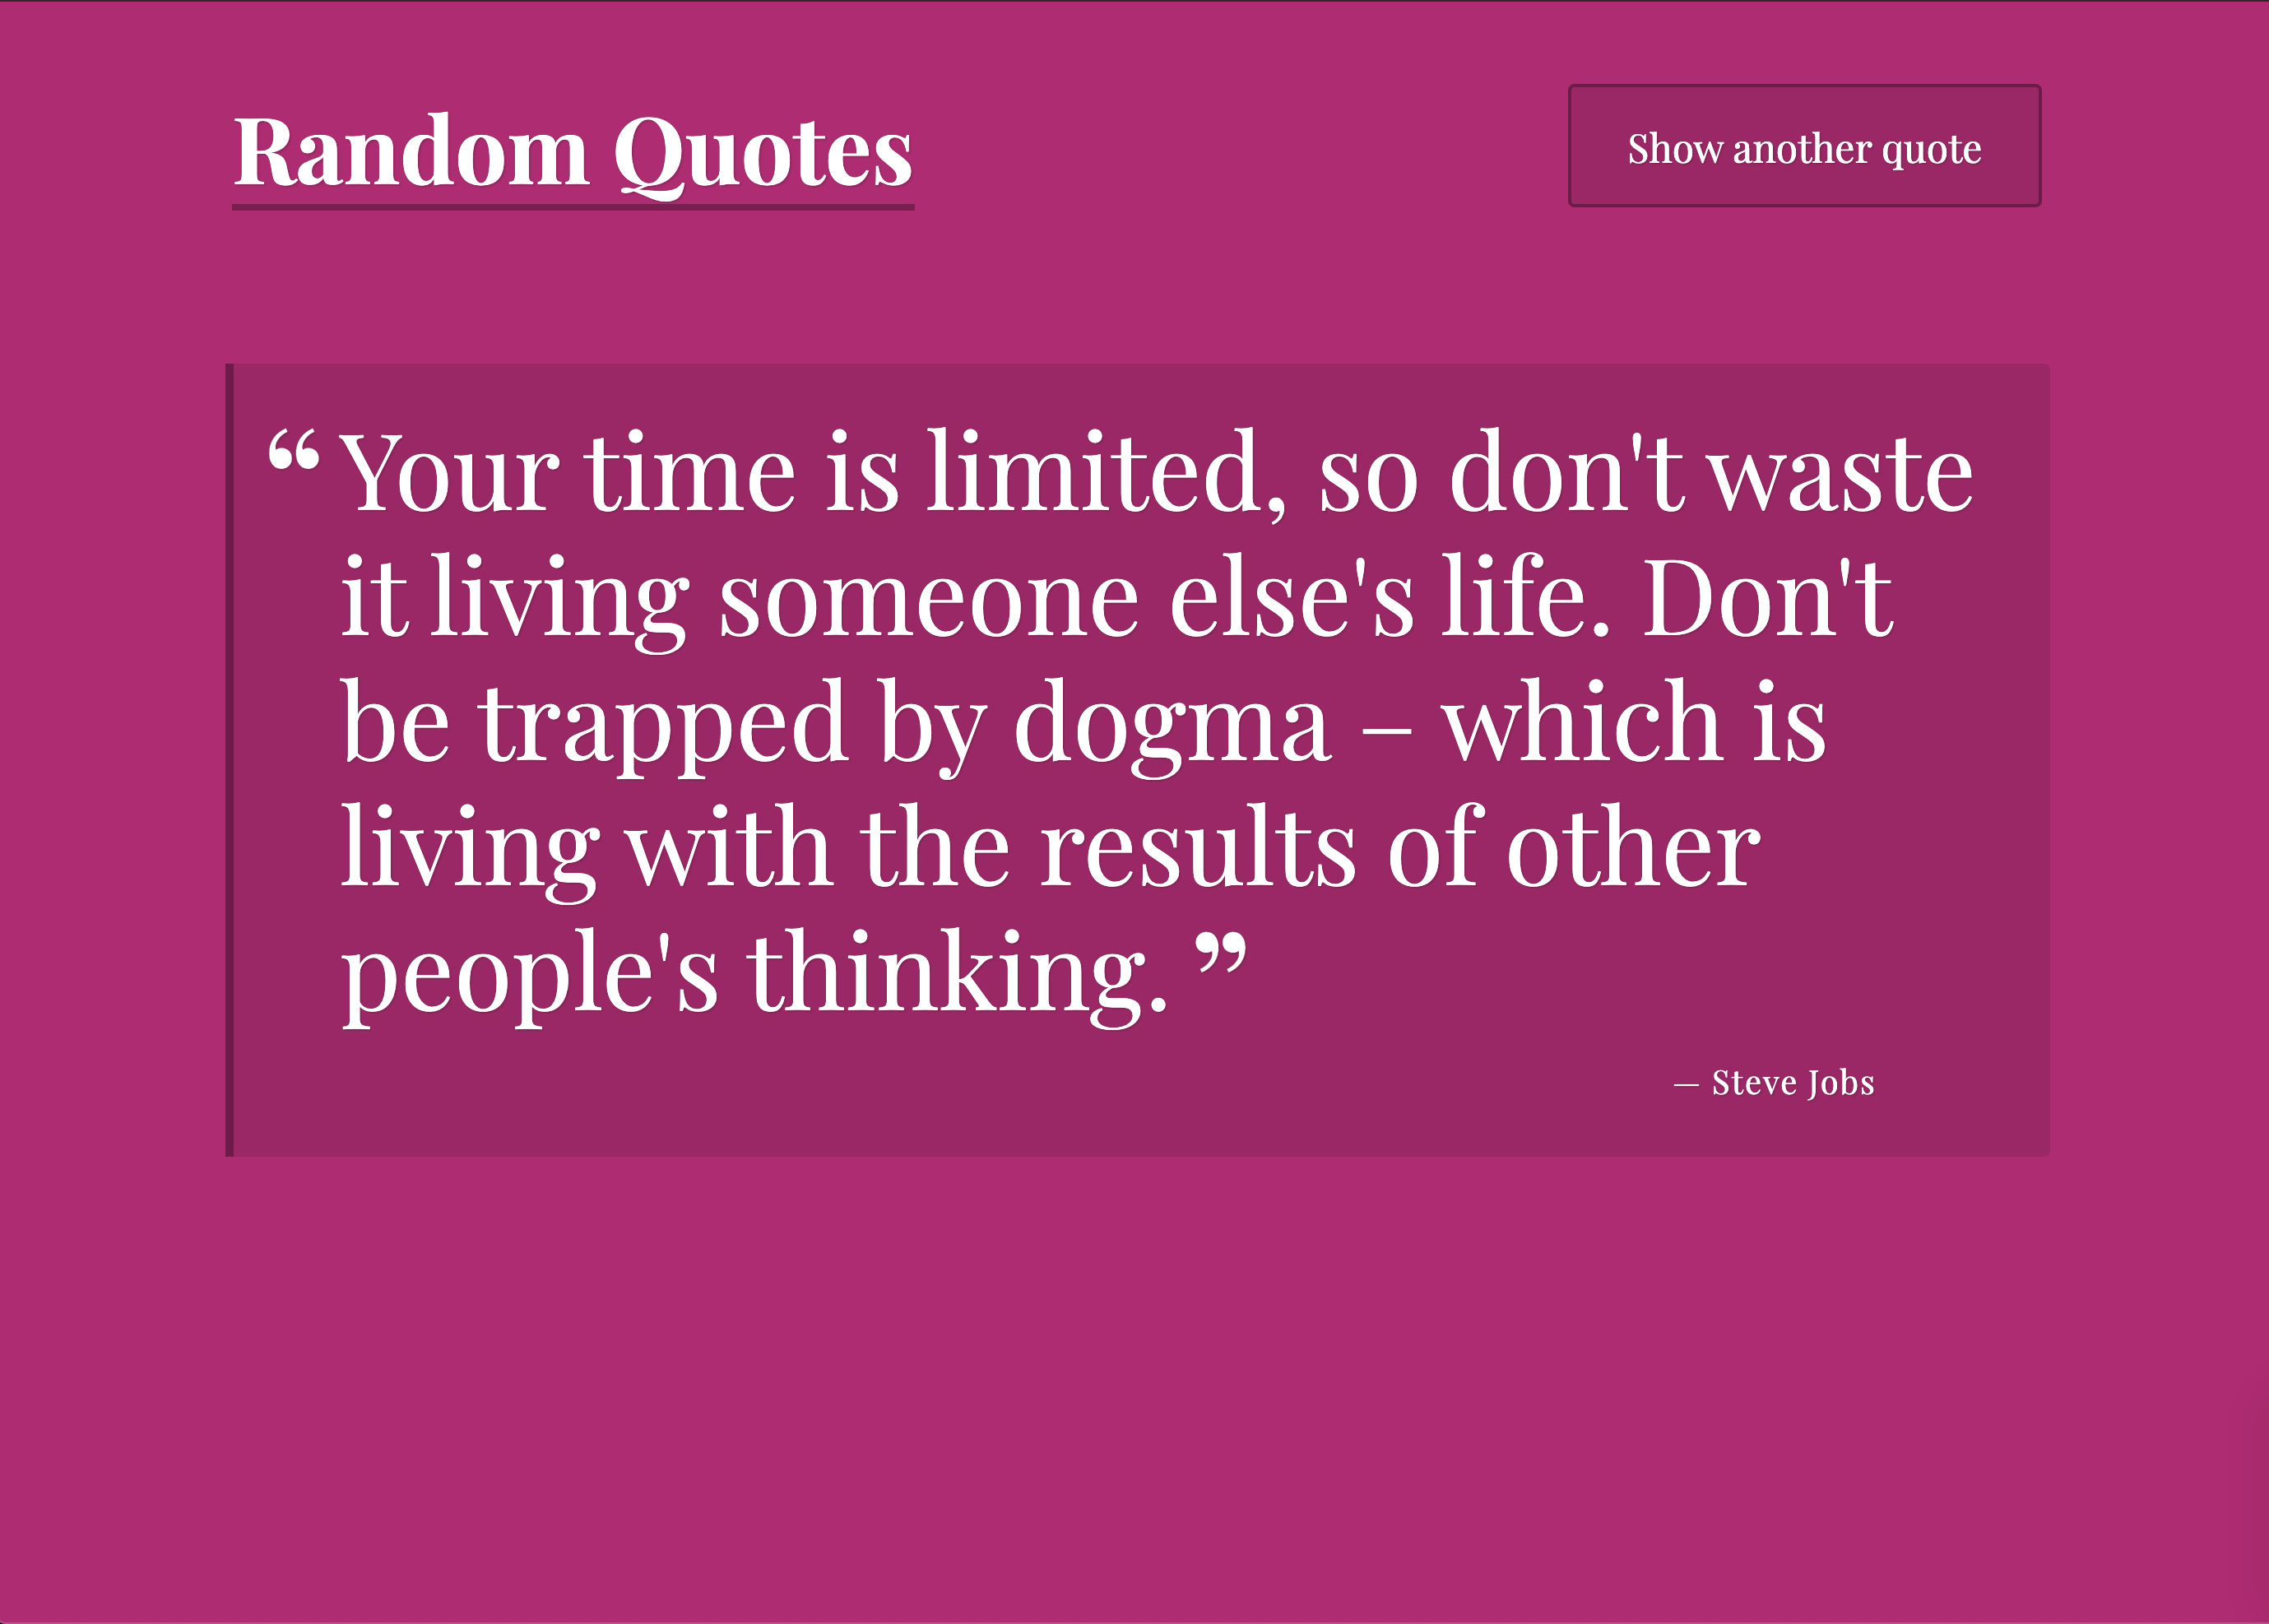 Random Quotes
Show another quote
“ Your time is limited, so don't waste
it living someone else's life. Don't
be trapped by dogma – which is
living with the results of other
people's thinking. ”
— Steve Jobs